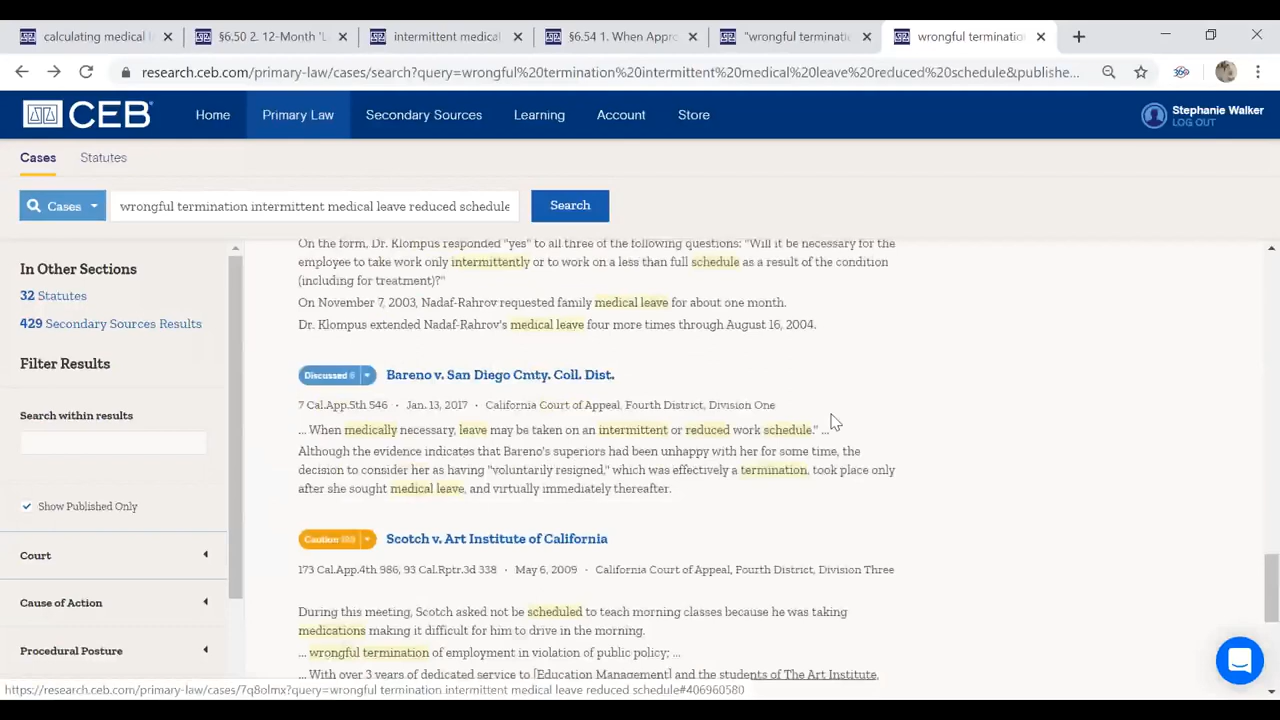 calculating medical l
§6.50 2. 12-Month 'L
intermittent medical
§6.54 1. When Appro
"wrongful terminatio
wrongful terminatio
research.ceb.com/primary-law/cases/search?query=wrongful%20termination%20intermittent%20medical%20leave%20reduced%20schedule&publishe...
360
CEB
Home
Primary Law
Secondary Sources
Learning
Account
Store
Stephanie Walker
LOG OUT
Cases
Statutes
Cases
wrongful termination intermittent medical leave reduced schedule
Search
In Other Sections
32 Statutes
429 Secondary Sources Results
Filter Results
Search within results
Show Published Only
Court
Cause of Action
Procedural Posture
On the form, Dr. Klompus responded "yes" to all three of the following questions: "Will it be necessary for the
employee to take work only intermittently or to work on a less than full schedule as a result of the condition
(including for treatment)?"
On November 7, 2003, Nadaf-Rahrov requested family medical leave for about one month.
Dr. Klompus extended Nadaf-Rahrov's medical leave four more times through August 16, 2004.
Discussed
Bareno v. San Diego Cmty. Coll. Dist.
7 Cal.App.5th 546 · Jan. 13, 2017 · California Court of Appeal, Fourth District, Division One
... When medically necessary, leave may be taken on an intermittent or reduced work schedule." ...
Although the evidence indicates that Bareno's superiors had been unhappy with her for some time, the
decision to consider her as having "voluntarily resigned," which was effectively a termination, took place only
after she sought medical leave, and virtually immediately thereafter.
Caution
Scotch v. Art Institute of California
173 Cal.App.4th 986, 93 Cal.Rptr.3d 338 · May 6, 2009 · California Court of Appeal, Fourth District, Division Three
During this meeting, Scotch asked not be scheduled to teach morning classes because he was taking
medications making it difficult for him to drive in the morning.
... wrongful termination of employment in violation of public policy; ...
... With over 3 years of dedicated service to [Education Management] and the students of The Art Institute,
https://research.ceb.com/primary-law/cases/7q8olmx?query=wrongful termination intermittent medical leave reduced schedule#406960580